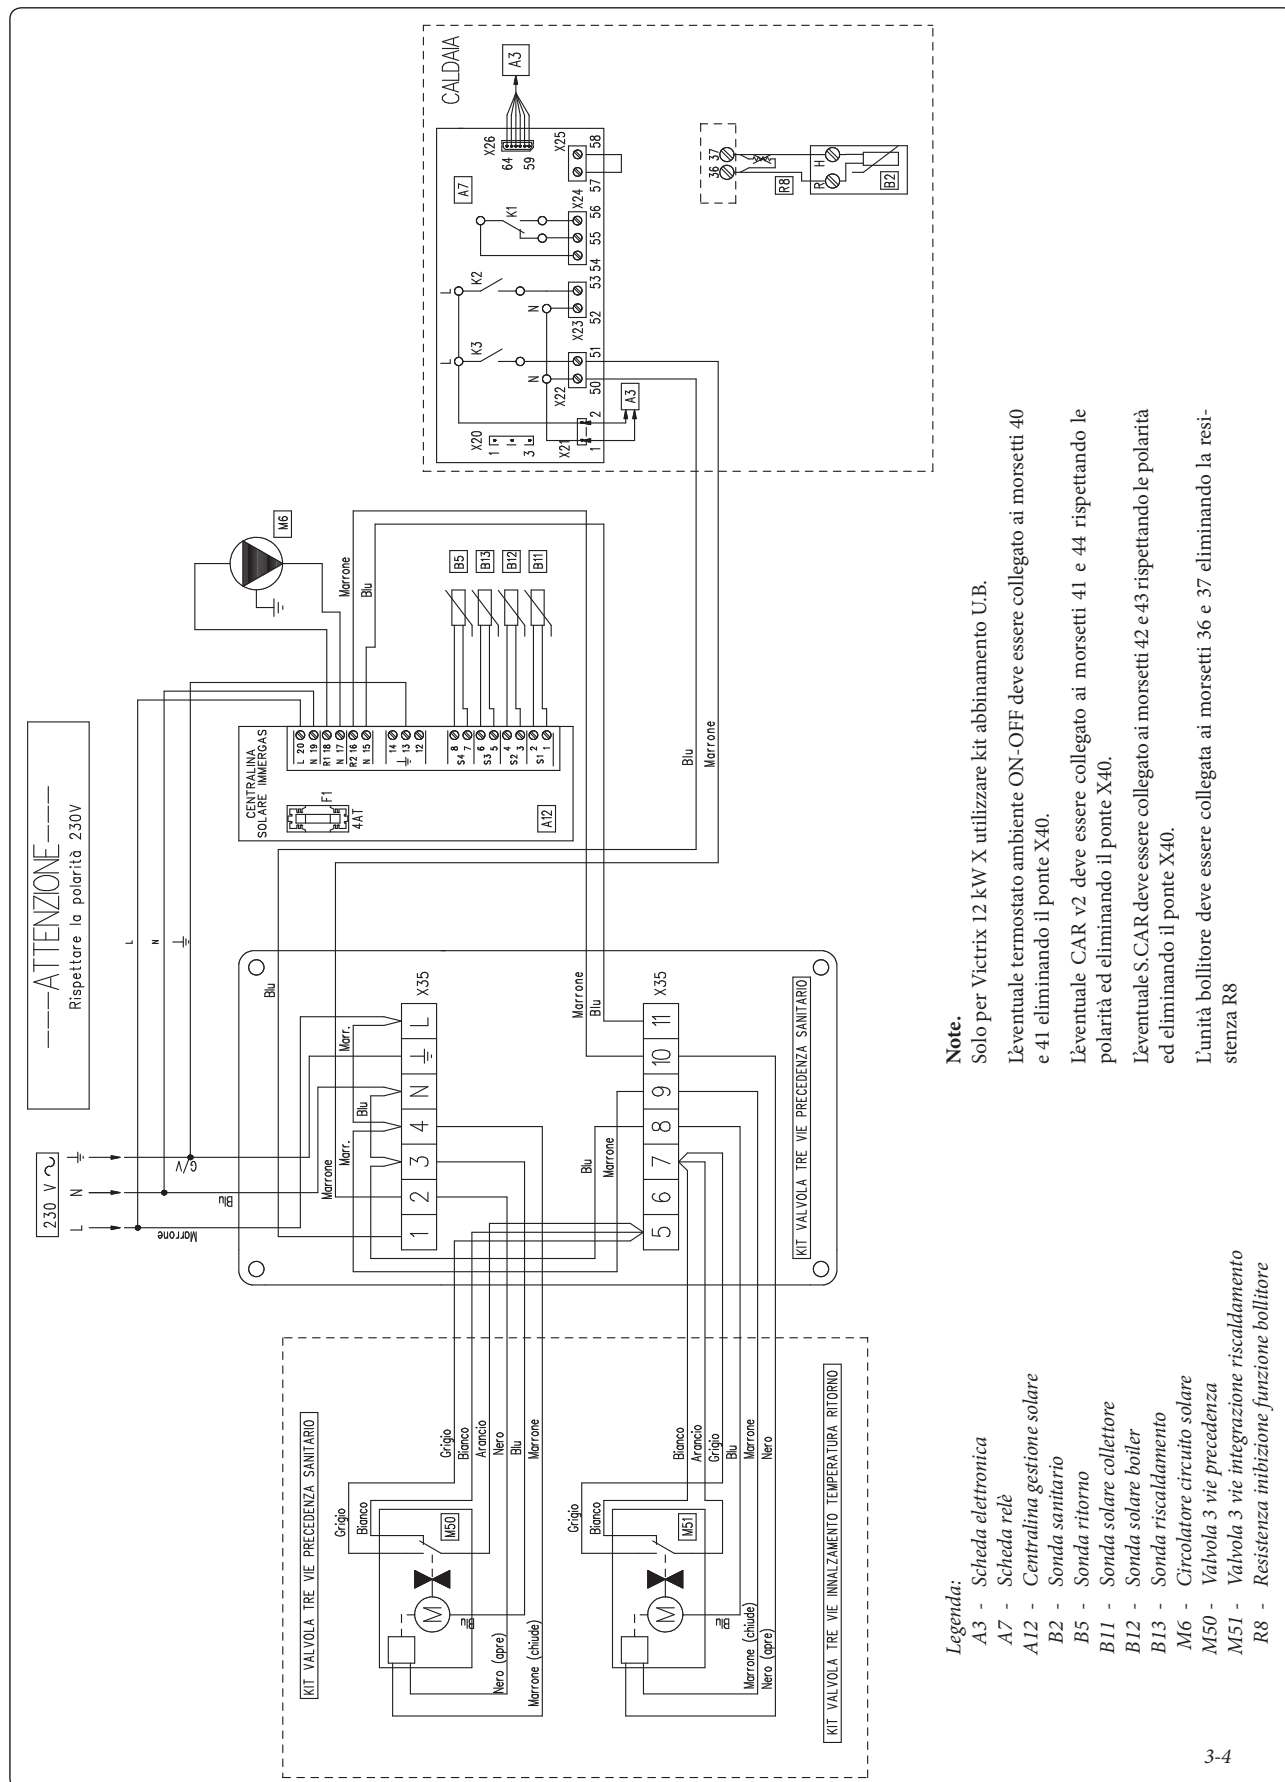 ----ATTENZIONE----
Rispettare la polarità 230V
230 V
L
N
Marrone
Blu
G/V
L
N
CENTRALINA
SOLARE IMMERGAS
F1
4AT
A12
L 20
N 19
R1 18
N 17
R2 16
N 15
14
13
12
S4
8
7
S3
6
5
S2
4
3
S1
2
1
M6
Marrone
Blu
B5
B13
B12
B11
CALDAIA
A3
X26
64
59
A7
X25
58
57
K1
X24
56
55
54
K2
L
N
X23
53
52
K3
L
N
X22
51
50
X20
1
3
X21
1
2
A3
36
37
R8
R
H
B2
Blu
Marrone
Blu
Marr.
Blu
Marr.
Marrone
1
2
3
4
N
L
X35
Marrone
Blu
Blu
Marrone
5
6
7
8
9
10
11
X35
KIT VALVOLA TRE VIE PRECEDENZA SANITARIO
KIT VALVOLA TRE VIE PRECEDENZA SANITARIO
Grigio
Bianco
M50
M
Blu
Nero (apre)
Marrone (chiude)
Grigio
Bianco
Arancio
Nero
Blu
Marrone
Grigio
Bianco
M51
M
Blu
Marrone (chiude)
Nero (apre)
Bianco
Arancio
Grigio
Blu
Marrone
Nero
KIT VALVOLA TRE VIE INNALZAMENTO TEMPERATURA RITORNO
Legenda:
A3 - Scheda elettronica
A7 - Scheda relè
A12 - Centralina gestione solare
B2 - Sonda sanitario
B5 - Sonda ritorno
B11 - Sonda solare collettore
B12 - Sonda solare boiler
B13 - Sonda riscaldamento
M6 - Circolatore circuito solare
M50 - Valvola 3 vie precedenza
M51 - Valvola 3 vie integrazione riscaldamento
R8 - Resistenza inibizione funzione bollitore
Note.
Solo per Victrix 12 kW X utilizzare kit abbinamento U.B.
L'eventuale termostato ambiente ON-OFF deve essere collegato ai morsetti 40
e 41 eliminando il ponte X40.
L'eventuale CAR v2 deve essere collegato ai morsetti 41 e 44 rispettando le
polarità ed eliminando il ponte X40.
L'eventuale S.CAR deve essere collegato ai morsetti 42 e 43 rispettando le polarità
ed eliminando il ponte X40.
L'unità bollitore deve essere collegata ai morsetti 36 e 37 eliminando la resi-
stenza R8
3-4